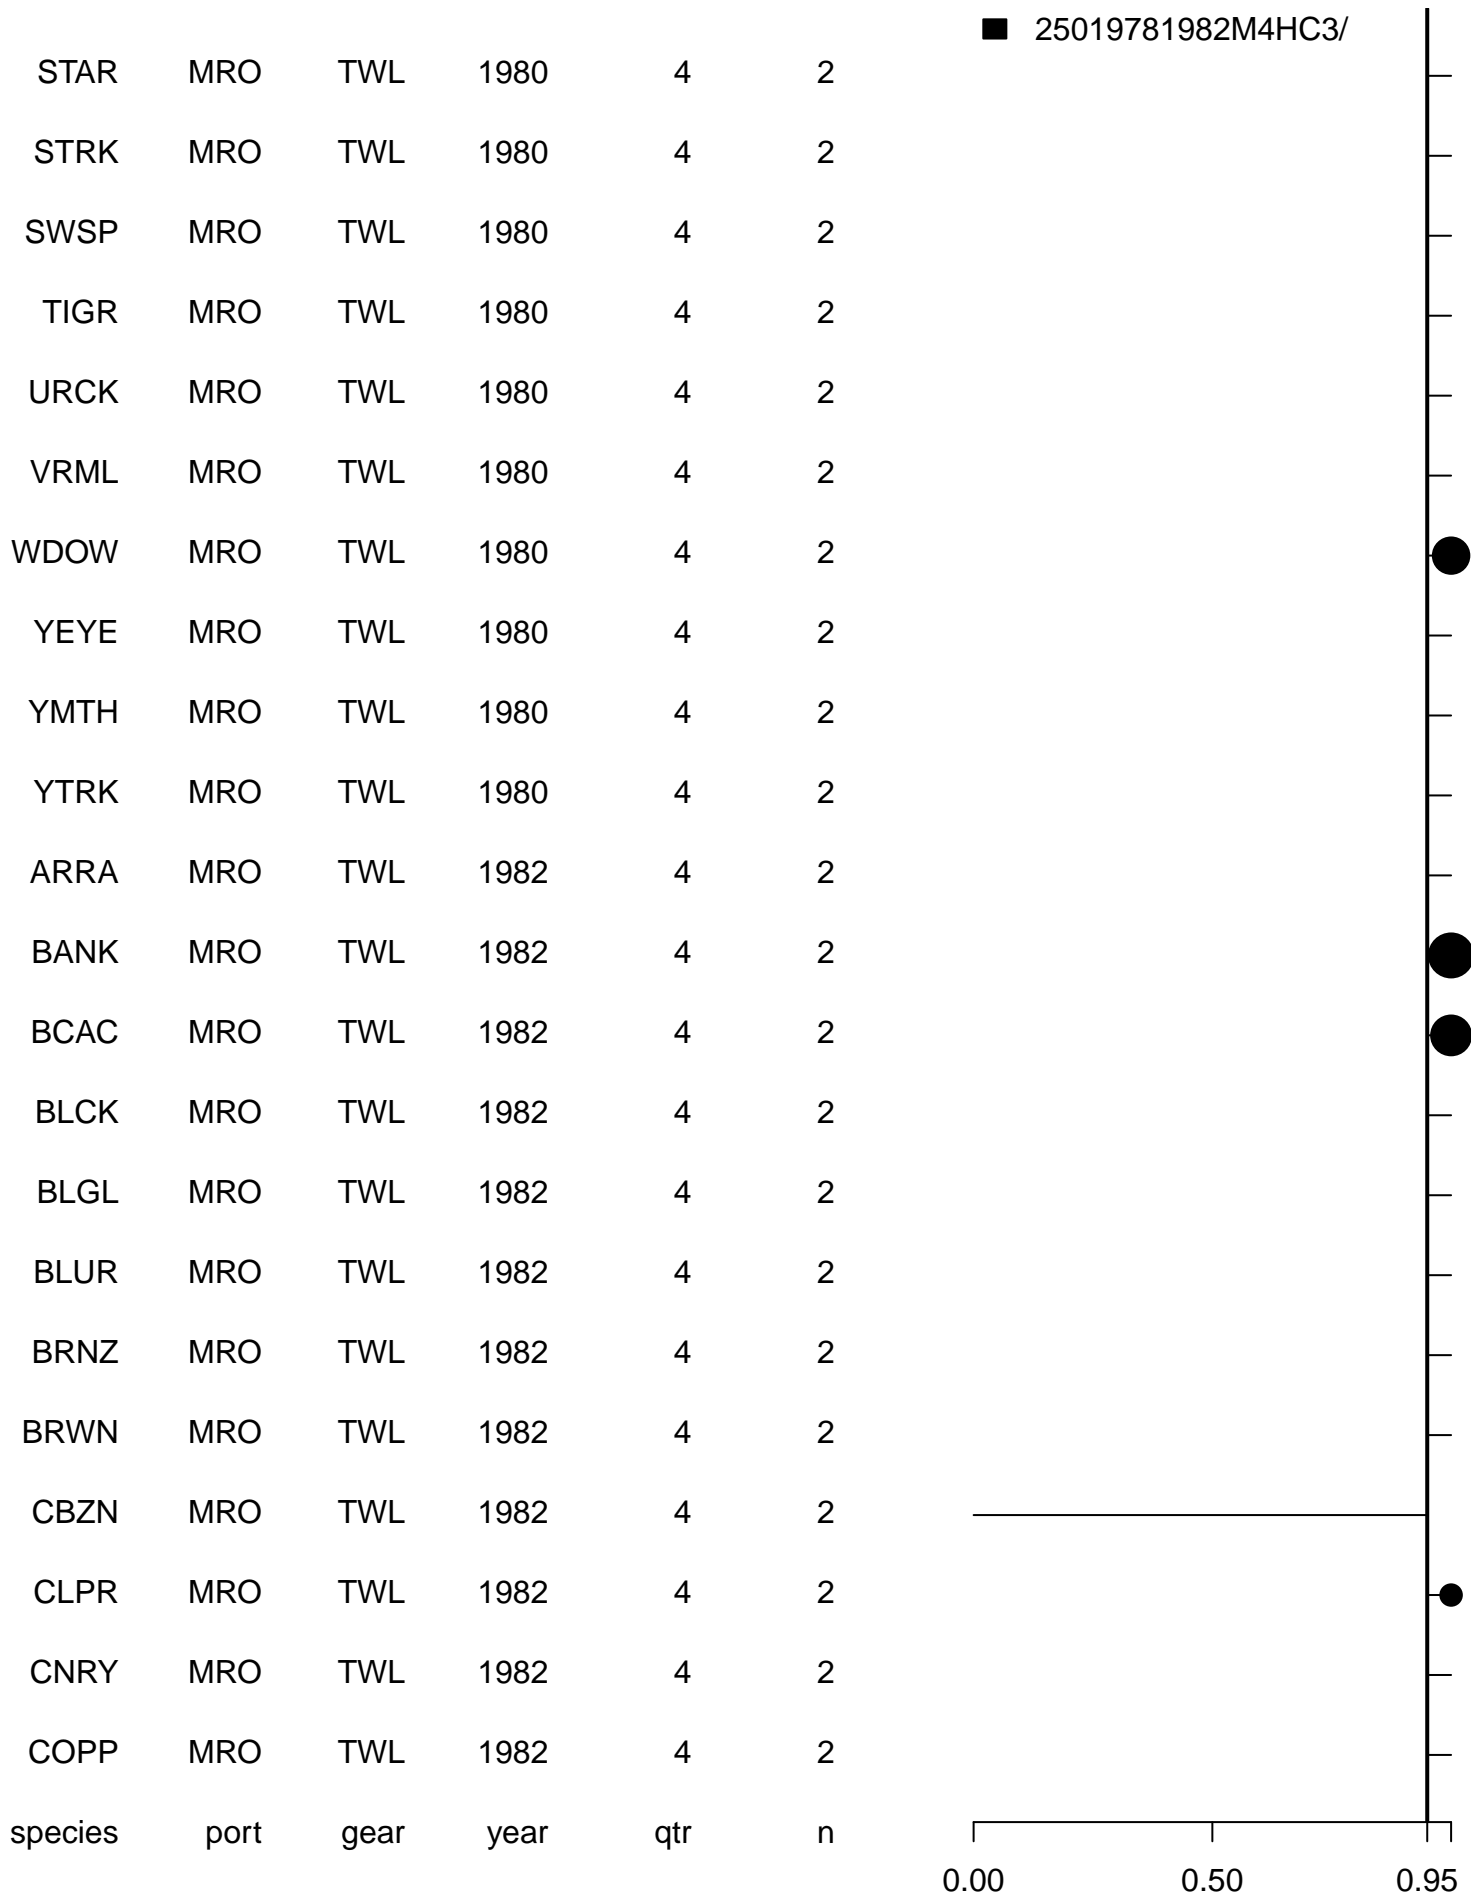 25019781982M4HC3/
STAR MRO TWL 1980 4 2
STRK MRO TWL 1980 4 2
SWSP MRO TWL 1980 4 2
TIGR MRO TWL 1980 4 2
URCK MRO TWL 1980 4 2
VRML MRO TWL 1980 4 2
WDOW MRO TWL 1980 4 2
YEYE MRO TWL 1980 4 2
YMTH MRO TWL 1980 4 2
YTRK MRO TWL 1980 4 2
ARRA MRO TWL 1982 4 2
BANK MRO TWL 1982 4 2
BCAC MRO TWL 1982 4 2
BLCK MRO TWL 1982 4 2
BLGL MRO TWL 1982 4 2
BLUR MRO TWL 1982 4 2
BRNZ MRO TWL 1982 4 2
BRWN MRO TWL 1982 4 2
CBZN MRO TWL 1982 4 2
CLPR MRO TWL 1982 4 2
CNRY MRO TWL 1982 4 2
COPP MRO TWL 1982 4 2
species port gear year qtr n
0.00 0.50 0.95